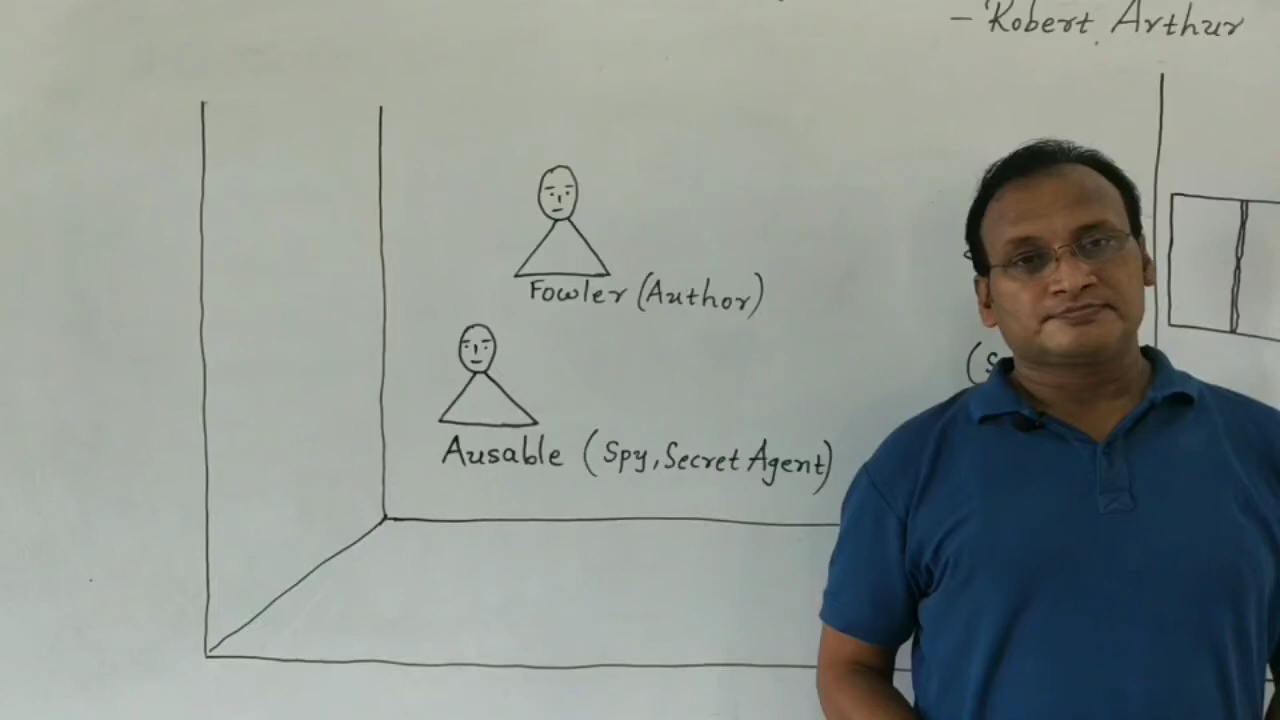 - Robert Arthur
Fowler (Author)
Ausable (Spy, Secret Agent)